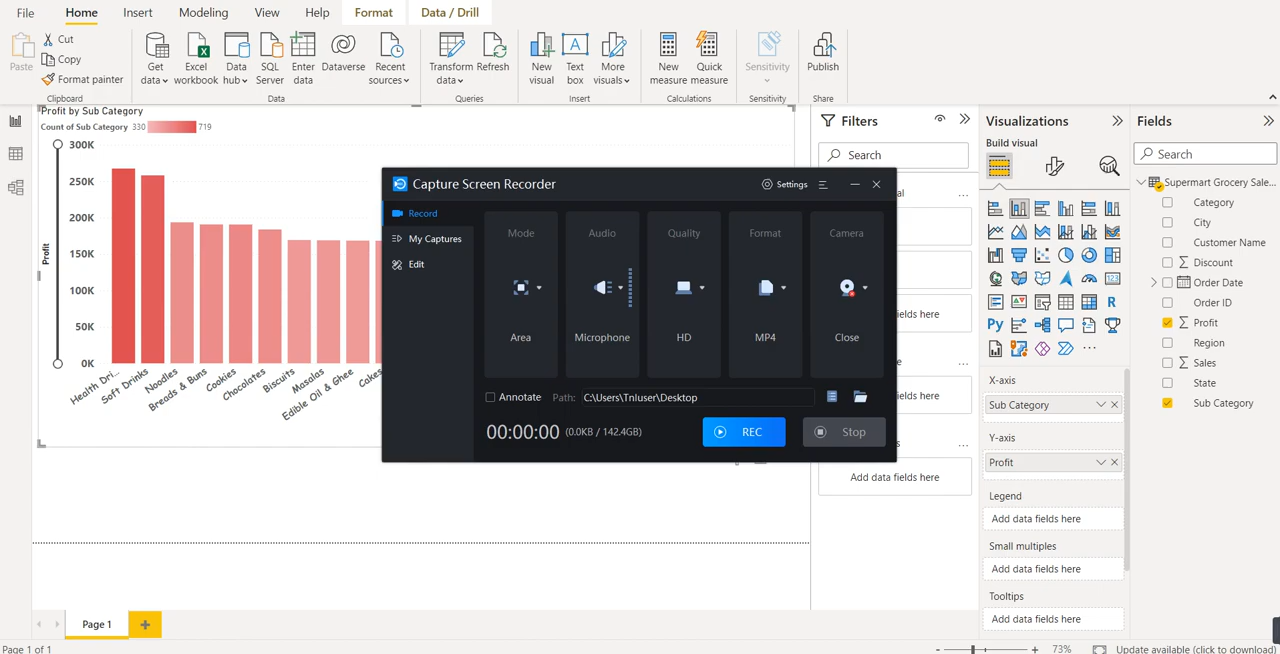 File Home Insert Modeling View Help Format Data / Drill
Paste Cut
Copy
Format painter
Get data Excel workbook Data hub SQL Server Enter data Dataverse Recent sources Transform data Refresh New visual Text box More visuals New measure Quick measure Sensitivity Publish
Clipboard Data Queries Insert Calculations Sensitivity Share
Profit by Sub Category
Count of Sub Category 330 719
300K
250K
200K
150K
100K
50K
0K
Profit
Health Dri...
Soft Drinks
Noodles
Breads & Buns
Cookies
Chocolates
Biscuits
Masalas
Edible Oil & Ghee
Cakes
Capture Screen Recorder Settings
Record
My Captures
Edit
Mode Audio Quality Format Camera
Area Microphone HD MP4 Close
Annotate Path: C:\Users\TnIuser\Desktop
00:00:00 (0.0KB / 142.4GB) REC Stop
Filters
Search
fields here
Add data fields here
Visualizations
Build visual
123
R
Py
X-axis
Sub Category
Y-axis
Profit
Legend
Add data fields here
Small multiples
Add data fields here
Tooltips
Add data fields here
Fields
Search
Supermart Grocery Sale...
Category
City
Customer Name
Discount
Order Date
Order ID
Profit
Region
Sales
State
Sub Category
Page 1
Page 1 of 1
73%
Update available (click to download)